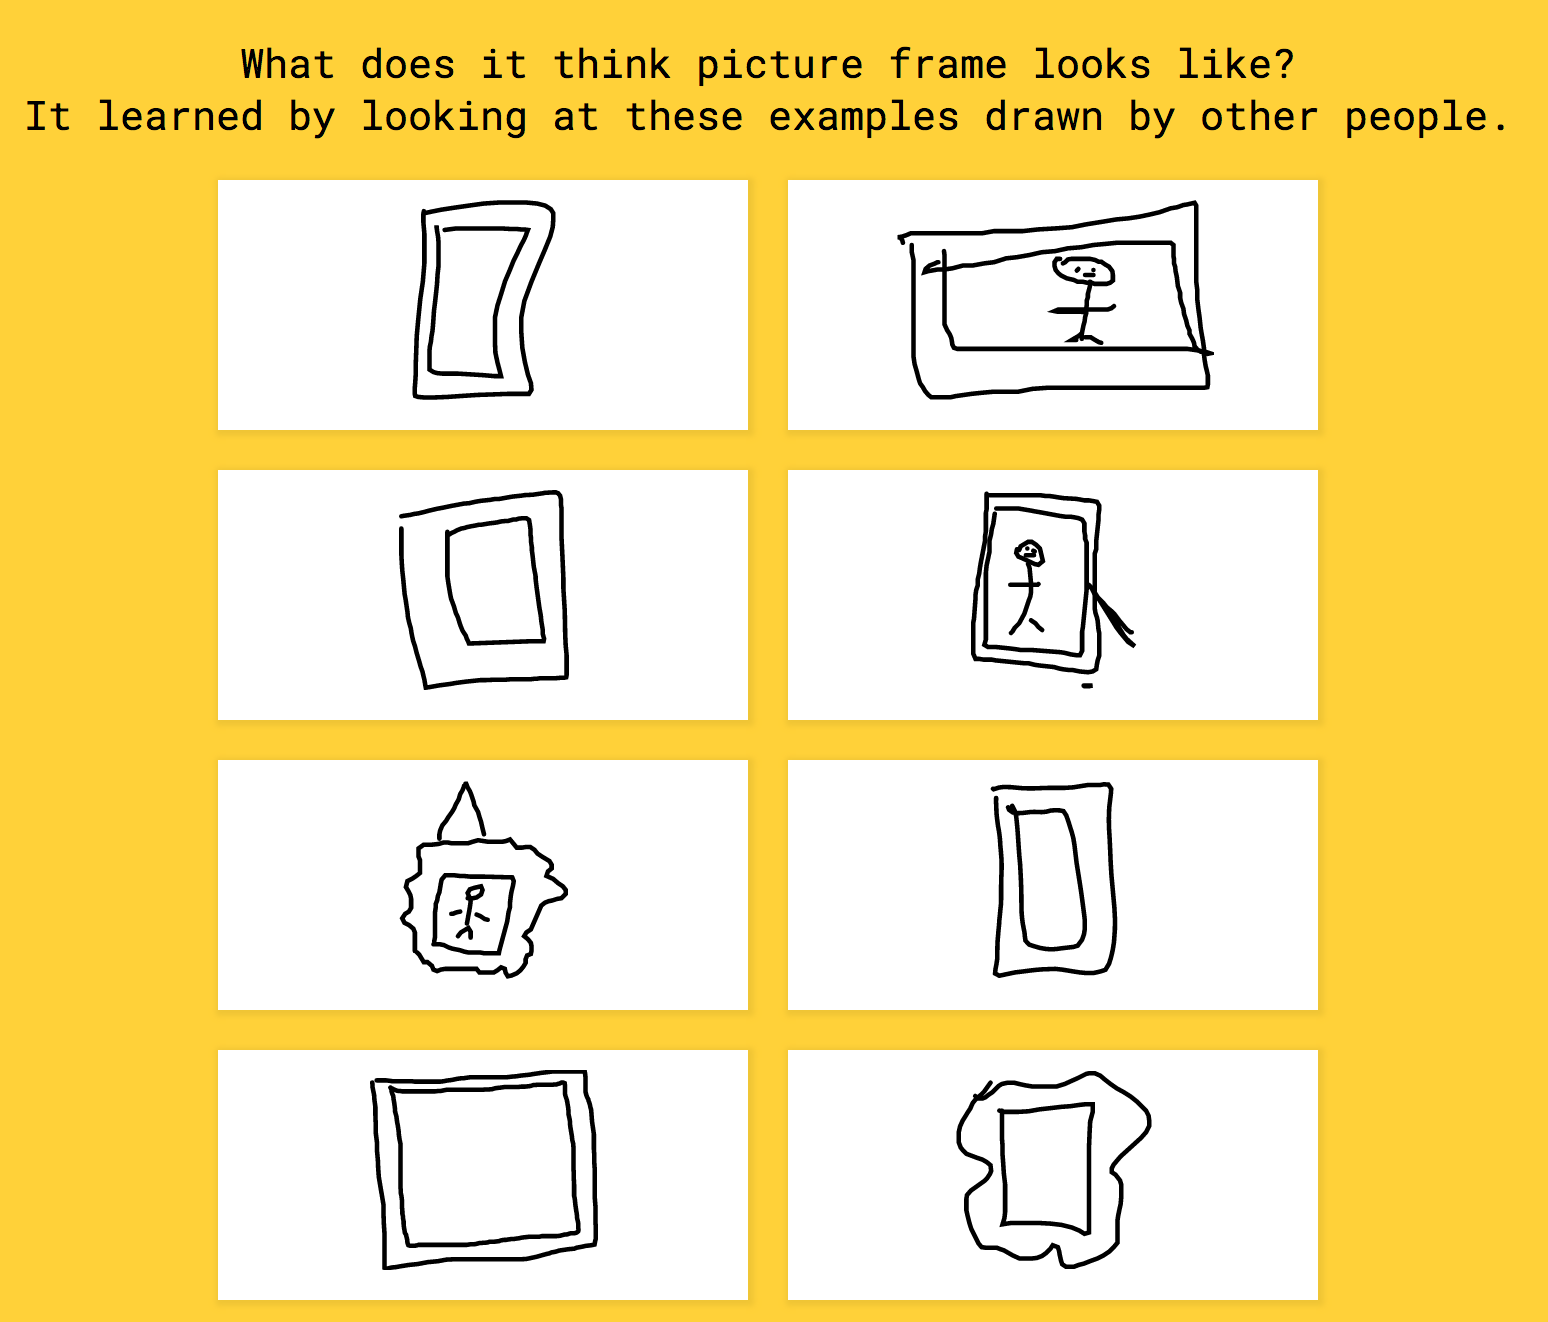 What does it think picture frame looks like?
It learned by looking at these examples drawn by other people.